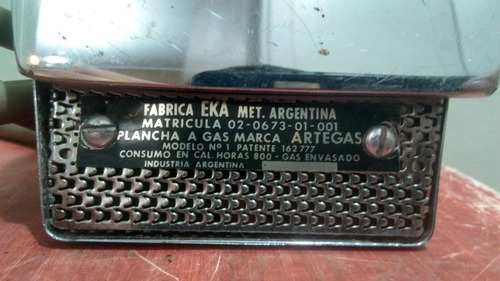 FABRICA EKA MET. ARGENTINA
MATRICULA 02-0673-01-001
PLANCHA A GAS MARCA ARTEGAS
MODELO Nº 1 PATENTE 162777
CONSUMO EN CAL. HORAS 800 - GAS ENVASADO
INDUSTRIA ARGENTINA